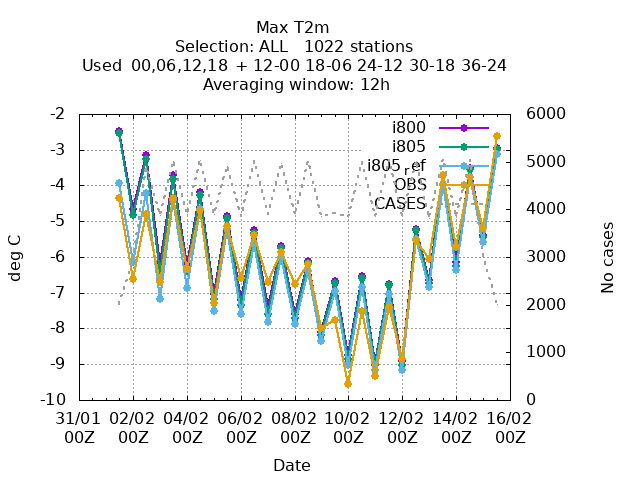 Max T2m
Selection: ALL   1022 stations
Used  00,06,12,18 + 12-00 18-06 24-12 30-18 36-24
Averaging window: 12h
-2
-3
-4
-5
-6
-7
-8
-9
-10
deg C
6000
5000
4000
3000
2000
1000
0
No cases
i800
i805
i805_ref
OBS
CASES
31/01 02/02 04/02 06/02 08/02 10/02 12/02 14/02 16/02
00Z 00Z 00Z 00Z 00Z 00Z 00Z 00Z 00Z
Date